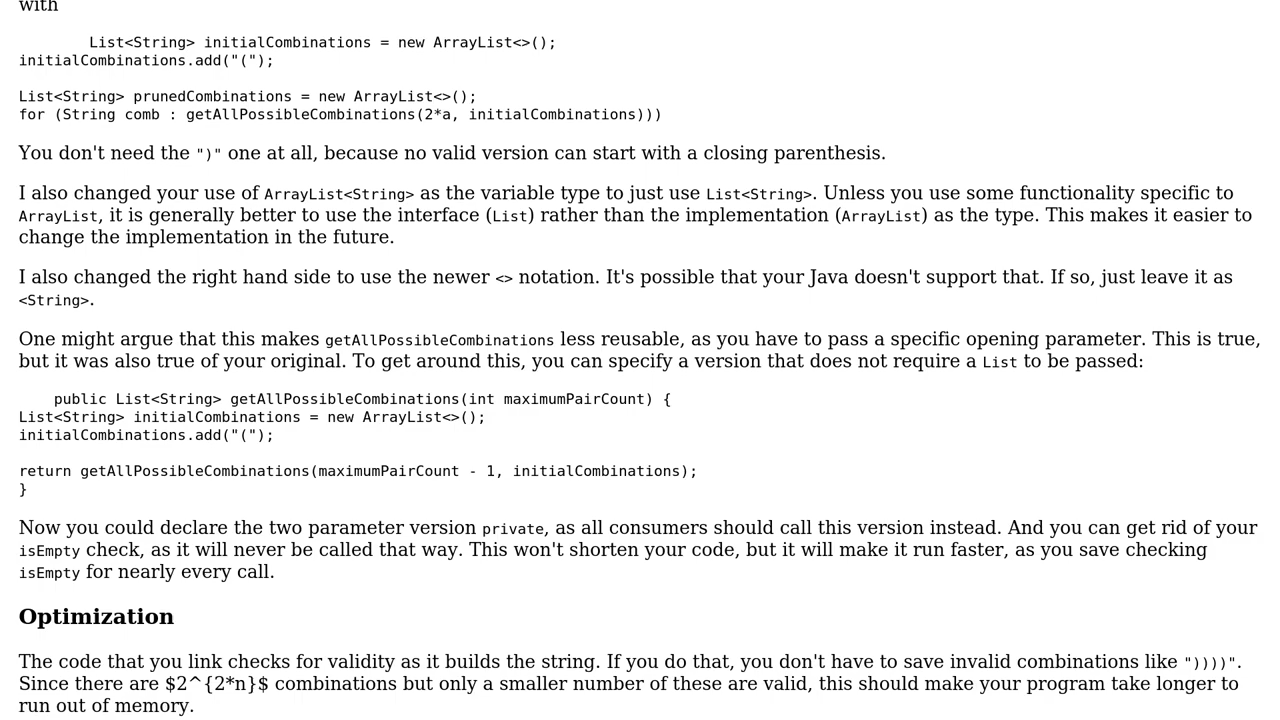 with
List<String> initialCombinations = new ArrayList<>();
initialCombinations.add("(");
List<String> prunedCombinations = new ArrayList<>();
for (String comb : getAllPossibleCombinations(2*a, initialCombinations)))
You don't need the ")" one at all, because no valid version can start with a closing parenthesis.
I also changed your use of ArrayList<String> as the variable type to just use List<String>. Unless you use some functionality specific to
ArrayList, it is generally better to use the interface (List) rather than the implementation (ArrayList) as the type. This makes it easier to
change the implementation in the future.
I also changed the right hand side to use the newer <> notation. It's possible that your Java doesn't support that. If so, just leave it as
<String>.
One might argue that this makes getAllPossibleCombinations less reusable, as you have to pass a specific opening parameter. This is true,
but it was also true of your original. To get around this, you can specify a version that does not require a List to be passed:
public List<String> getAllPossibleCombinations(int maximumPairCount) {
List<String> initialCombinations = new ArrayList<>();
initialCombinations.add("(");
return getAllPossibleCombinations(maximumPairCount - 1, initialCombinations);
}
Now you could declare the two parameter version private, as all consumers should call this version instead. And you can get rid of your
isEmpty check, as it will never be called that way. This won't shorten your code, but it will make it run faster, as you save checking
isEmpty for nearly every call.
Optimization
The code that you link checks for validity as it builds the string. If you do that, you don't have to save invalid combinations like "))))".
Since there are $2^{2*n}$ combinations but only a smaller number of these are valid, this should make your program take longer to
run out of memory.